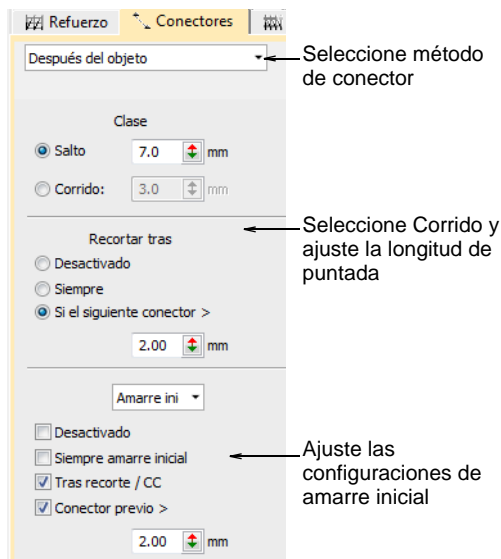 Refuerzo Conectores
Después del objeto
Seleccione método
de conector
Clase
Salto 7.0 mm
Corrido: 3.0 mm
Seleccione Corrido y
ajuste la longitud de
puntada
Recortar tras
Desactivado
Siempre
Si el siguiente conector >
2.00 mm
Amarre ini
Desactivado
Siempre amarre inicial
Tras recorte / CC
Conector previo >
2.00 mm
Ajuste las
configuraciones de
amarre inicial